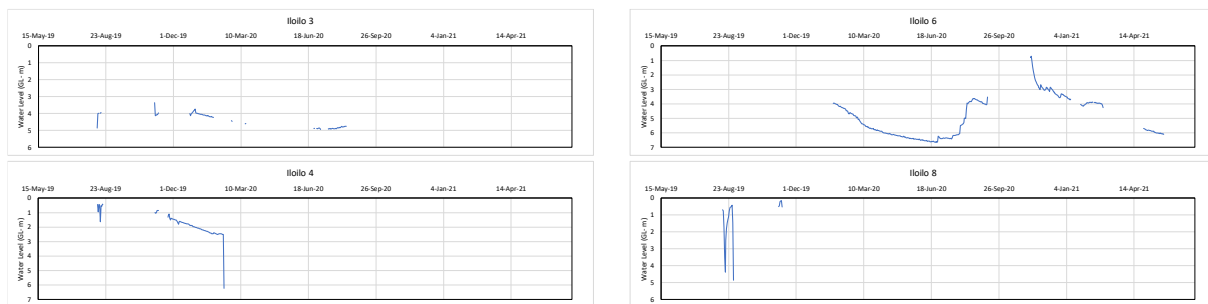 Iloilo 3
15-May-19 23-Aug-19 1-Dec-19 10-Mar-20 18-Jun-20 26-Sep-20 4-Jan-21 14-Apr-21
Water Level (GL - m)
0
1
2
3
4
5
6
Iloilo 6
15-May-19 23-Aug-19 1-Dec-19 10-Mar-20 18-Jun-20 26-Sep-20 4-Jan-21 14-Apr-21
Water Level (GL - m)
0
1
2
3
4
5
6
7
Iloilo 4
15-May-19 23-Aug-19 1-Dec-19 10-Mar-20 18-Jun-20 26-Sep-20 4-Jan-21 14-Apr-21
Water Level (GL - m)
0
1
2
3
4
5
6
7
Iloilo 8
15-May-19 23-Aug-19 1-Dec-19 10-Mar-20 18-Jun-20 26-Sep-20 4-Jan-21 14-Apr-21
Water Level (GL - m)
0
1
2
3
4
5
6